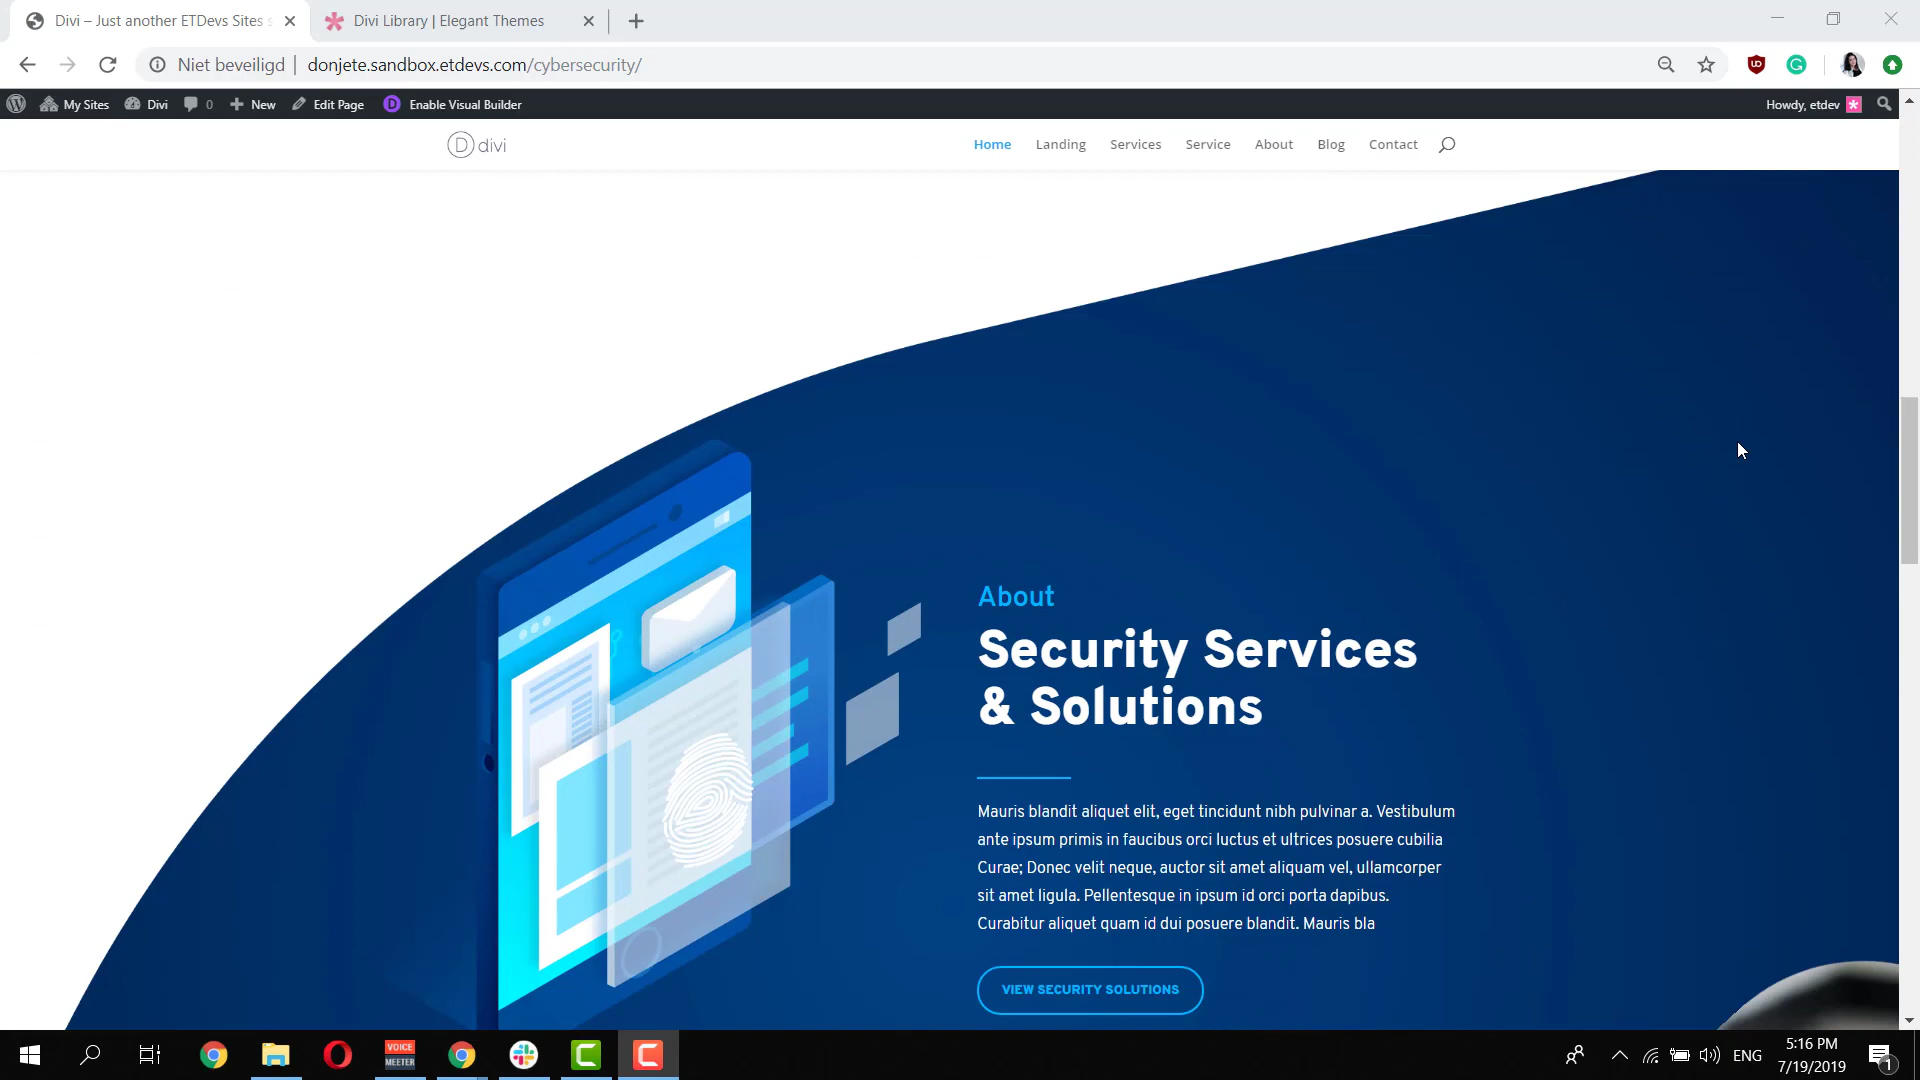 Divi – Just another ETDevs Sites s
Divi Library | Elegant Themes
Niet beveiligd
donjete.sandbox.etdevs.com/cybersecurity/
My Sites
Divi
0
New
Edit Page
D
Enable Visual Builder
Howdy, etdev
D divi
Home
Landing
Services
Service
About
Blog
Contact
About
Security Services
& Solutions
Mauris blandit aliquet elit, eget tincidunt nibh pulvinar a. Vestibulum
ante ipsum primis in faucibus orci luctus et ultrices posuere cubilia
Curae; Donec velit neque, auctor sit amet aliquam vel, ullamcorper
sit amet ligula. Pellentesque in ipsum id orci porta dapibus.
Curabitur aliquet quam id dui posuere blandit. Mauris bla
VIEW SECURITY SOLUTIONS
VOICE
MEETER
ENG
5:16 PM
7/19/2019
1